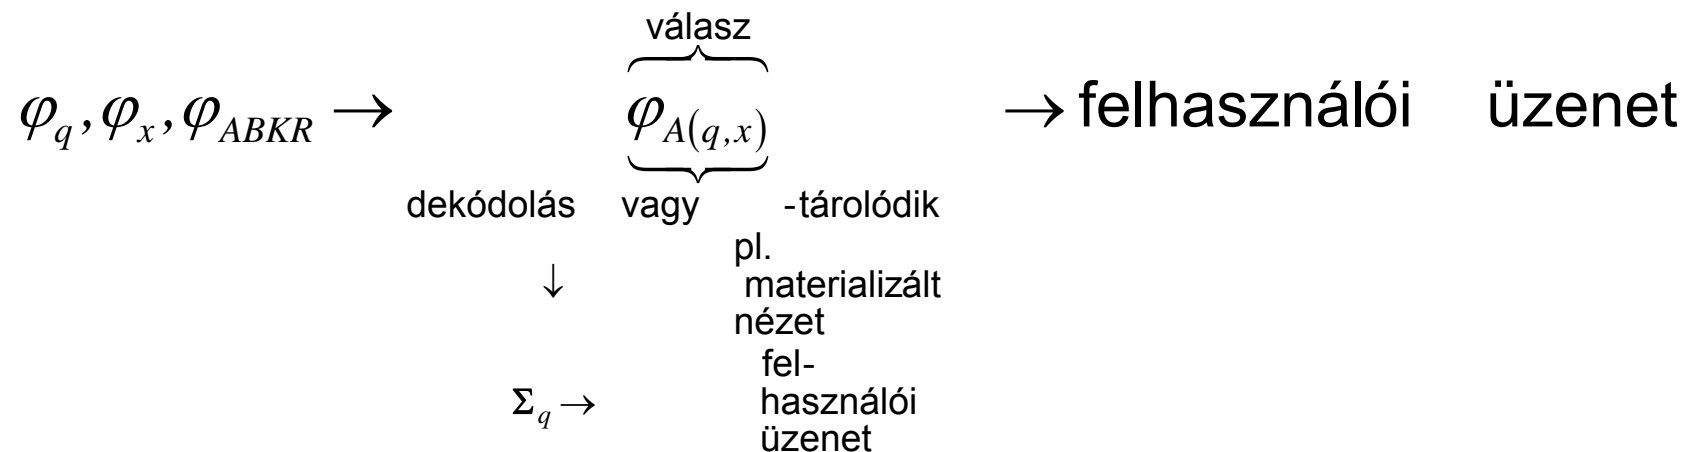 válasz
φ_q, φ_x, φ_ABKR → φ_A(q,x) → felhasználói üzenet
dekódolás vagy -tárolódik
pl.
↓ materializált
nézet
fel-
Σ_q → használói
üzenet